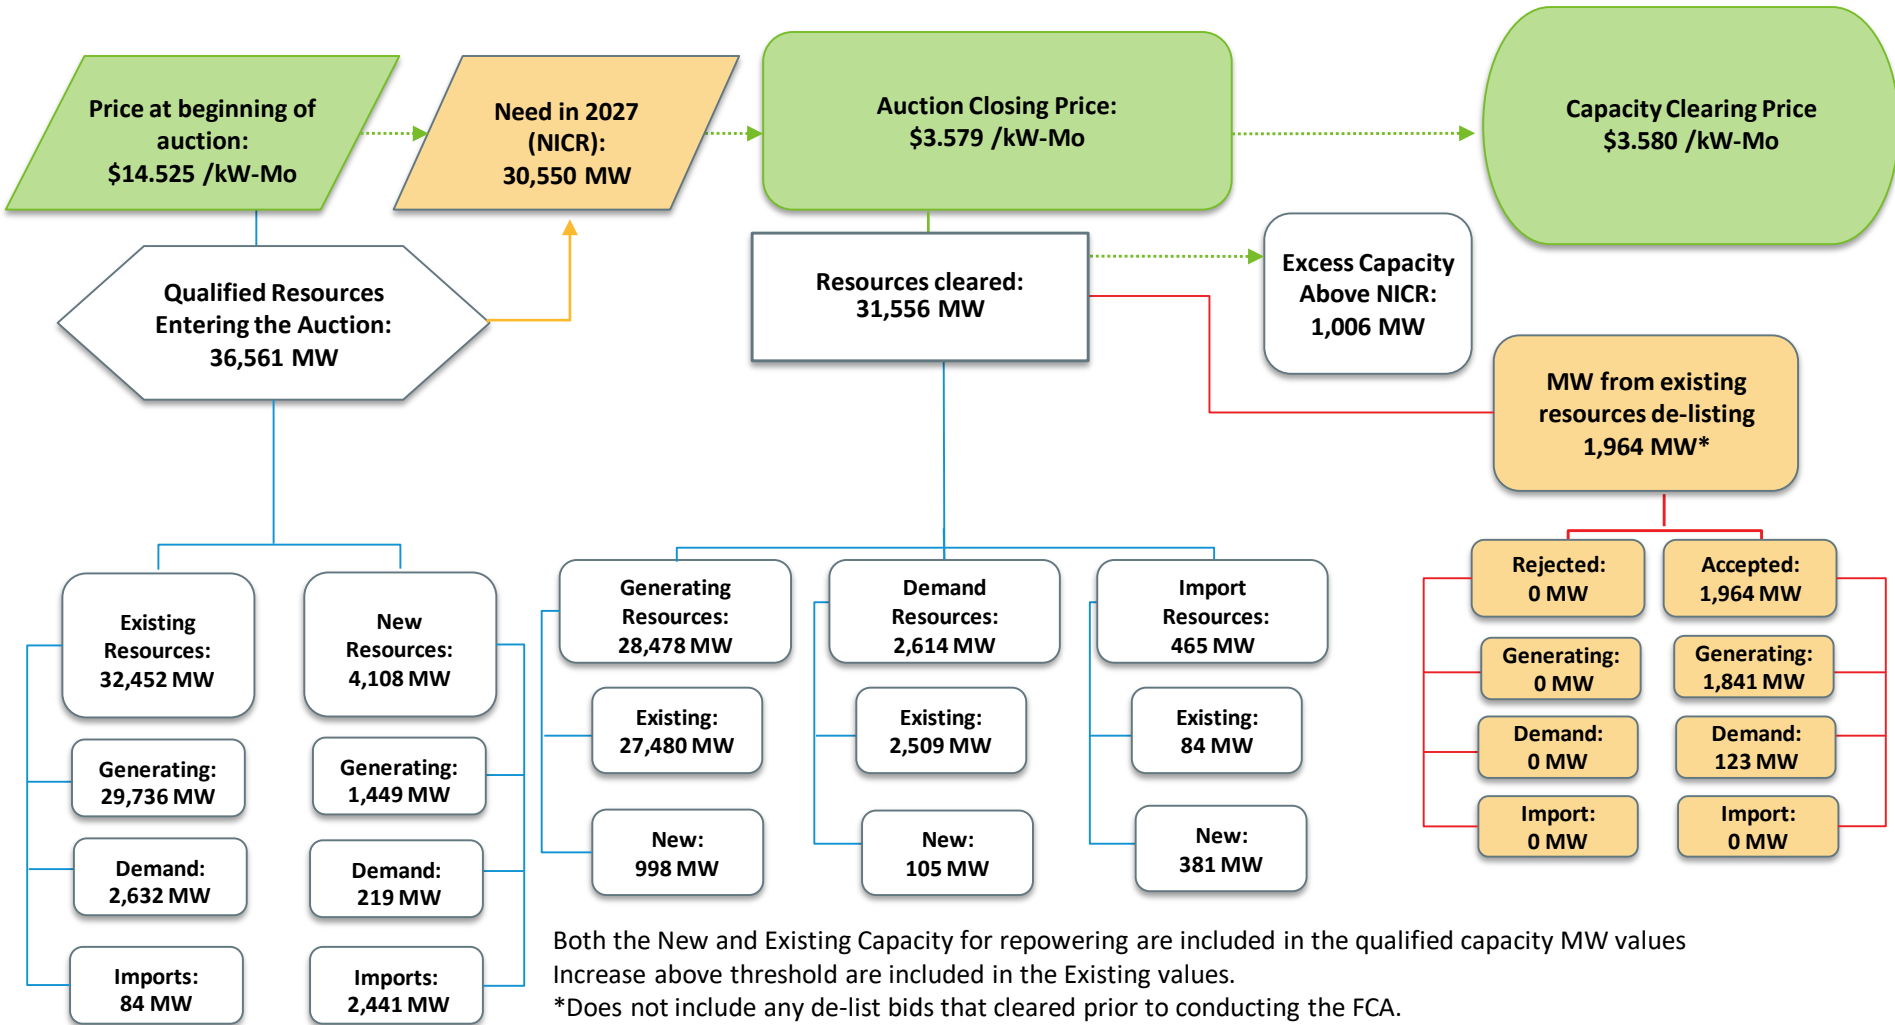 Price at beginning of
auction:
$14.525 /kW-Mo
Need in 2027
(NICR):
30,550 MW
Auction Closing Price:
$3.579 /kW-Mo
Capacity Clearing Price
$3.580 /kW-Mo
Qualified Resources
Entering the Auction:
36,561 MW
Resources cleared:
31,556 MW
Excess Capacity
Above NICR:
1,006 MW
MW from existing
resources de-listing
1,964 MW*
Existing
Resources:
32,452 MW
Generating:
29,736 MW
Demand:
2,632 MW
Imports:
84 MW
New
Resources:
4,108 MW
Generating:
1,449 MW
Demand:
219 MW
Imports:
2,441 MW
Generating
Resources:
28,478 MW
Existing:
27,480 MW
New:
998 MW
Demand
Resources:
2,614 MW
Existing:
2,509 MW
New:
105 MW
Import
Resources:
465 MW
Existing:
84 MW
New:
381 MW
Rejected:
0 MW
Generating:
0 MW
Demand:
0 MW
Import:
0 MW
Accepted:
1,964 MW
Generating:
1,841 MW
Demand:
123 MW
Import:
0 MW
Both the New and Existing Capacity for repowering are included in the qualified capacity MW values
Increase above threshold are included in the Existing values.
*Does not include any de-list bids that cleared prior to conducting the FCA.